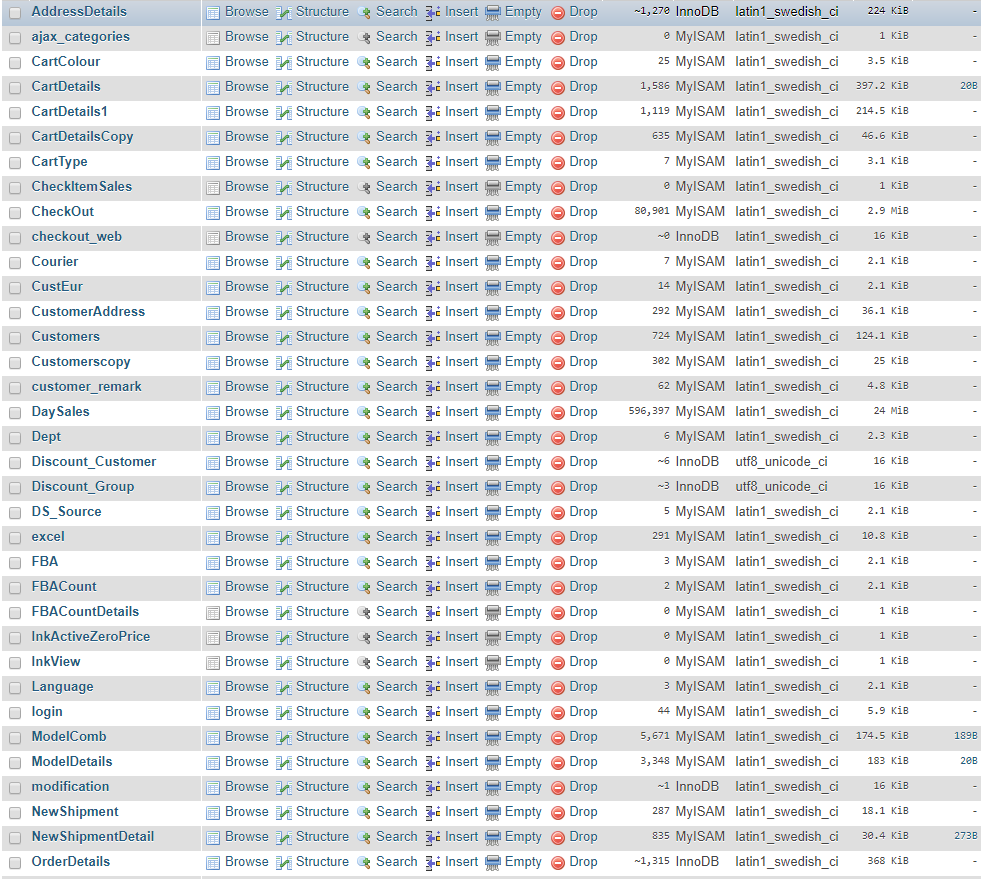 AddressDetails Browse Structure Search Insert Empty Drop ~1,270 InnoDB latin1_swedish_ci 224 KiB -
ajax_categories Browse Structure Search Insert Empty Drop 0 MyISAM latin1_swedish_ci 1 KiB -
CartColour Browse Structure Search Insert Empty Drop 25 MyISAM latin1_swedish_ci 3.5 KiB -
CartDetails Browse Structure Search Insert Empty Drop 1,586 MyISAM latin1_swedish_ci 397.2 KiB 20B
CartDetails1 Browse Structure Search Insert Empty Drop 1,119 MyISAM latin1_swedish_ci 214.5 KiB -
CartDetailsCopy Browse Structure Search Insert Empty Drop 635 MyISAM latin1_swedish_ci 46.6 KiB -
CartType Browse Structure Search Insert Empty Drop 7 MyISAM latin1_swedish_ci 3.1 KiB -
CheckItemSales Browse Structure Search Insert Empty Drop 0 MyISAM latin1_swedish_ci 1 KiB -
CheckOut Browse Structure Search Insert Empty Drop 80,901 MyISAM latin1_swedish_ci 2.9 MiB -
checkout_web Browse Structure Search Insert Empty Drop ~0 InnoDB latin1_swedish_ci 16 KiB -
Courier Browse Structure Search Insert Empty Drop 7 MyISAM latin1_swedish_ci 2.1 KiB -
CustEur Browse Structure Search Insert Empty Drop 14 MyISAM latin1_swedish_ci 2.1 KiB -
CustomerAddress Browse Structure Search Insert Empty Drop 292 MyISAM latin1_swedish_ci 36.1 KiB -
Customers Browse Structure Search Insert Empty Drop 724 MyISAM latin1_swedish_ci 124.1 KiB -
Customerscopy Browse Structure Search Insert Empty Drop 302 MyISAM latin1_swedish_ci 25 KiB -
customer_remark Browse Structure Search Insert Empty Drop 62 MyISAM latin1_swedish_ci 4.8 KiB -
DaySales Browse Structure Search Insert Empty Drop 596,397 MyISAM latin1_swedish_ci 24 MiB -
Dept Browse Structure Search Insert Empty Drop 6 MyISAM latin1_swedish_ci 2.3 KiB -
Discount_Customer Browse Structure Search Insert Empty Drop ~6 InnoDB utf8_unicode_ci 16 KiB -
Discount_Group Browse Structure Search Insert Empty Drop ~3 InnoDB utf8_unicode_ci 16 KiB -
DS_Source Browse Structure Search Insert Empty Drop 5 MyISAM latin1_swedish_ci 2.1 KiB -
excel Browse Structure Search Insert Empty Drop 291 MyISAM latin1_swedish_ci 10.8 KiB -
FBA Browse Structure Search Insert Empty Drop 3 MyISAM latin1_swedish_ci 2.1 KiB -
FBACount Browse Structure Search Insert Empty Drop 2 MyISAM latin1_swedish_ci 2.1 KiB -
FBACountDetails Browse Structure Search Insert Empty Drop 0 MyISAM latin1_swedish_ci 1 KiB -
InkActiveZeroPrice Browse Structure Search Insert Empty Drop 0 MyISAM latin1_swedish_ci 1 KiB -
InkView Browse Structure Search Insert Empty Drop 0 MyISAM latin1_swedish_ci 1 KiB -
Language Browse Structure Search Insert Empty Drop 3 MyISAM latin1_swedish_ci 2.1 KiB -
login Browse Structure Search Insert Empty Drop 44 MyISAM latin1_swedish_ci 5.9 KiB -
ModelComb Browse Structure Search Insert Empty Drop 5,671 MyISAM latin1_swedish_ci 174.5 KiB 189B
ModelDetails Browse Structure Search Insert Empty Drop 3,348 MyISAM latin1_swedish_ci 183 KiB 20B
modification Browse Structure Search Insert Empty Drop ~1 InnoDB latin1_swedish_ci 16 KiB -
NewShipment Browse Structure Search Insert Empty Drop 287 MyISAM latin1_swedish_ci 18.1 KiB -
NewShipmentDetail Browse Structure Search Insert Empty Drop 835 MyISAM latin1_swedish_ci 30.4 KiB 273B
OrderDetails Browse Structure Search Insert Empty Drop ~1,315 InnoDB latin1_swedish_ci 368 KiB -